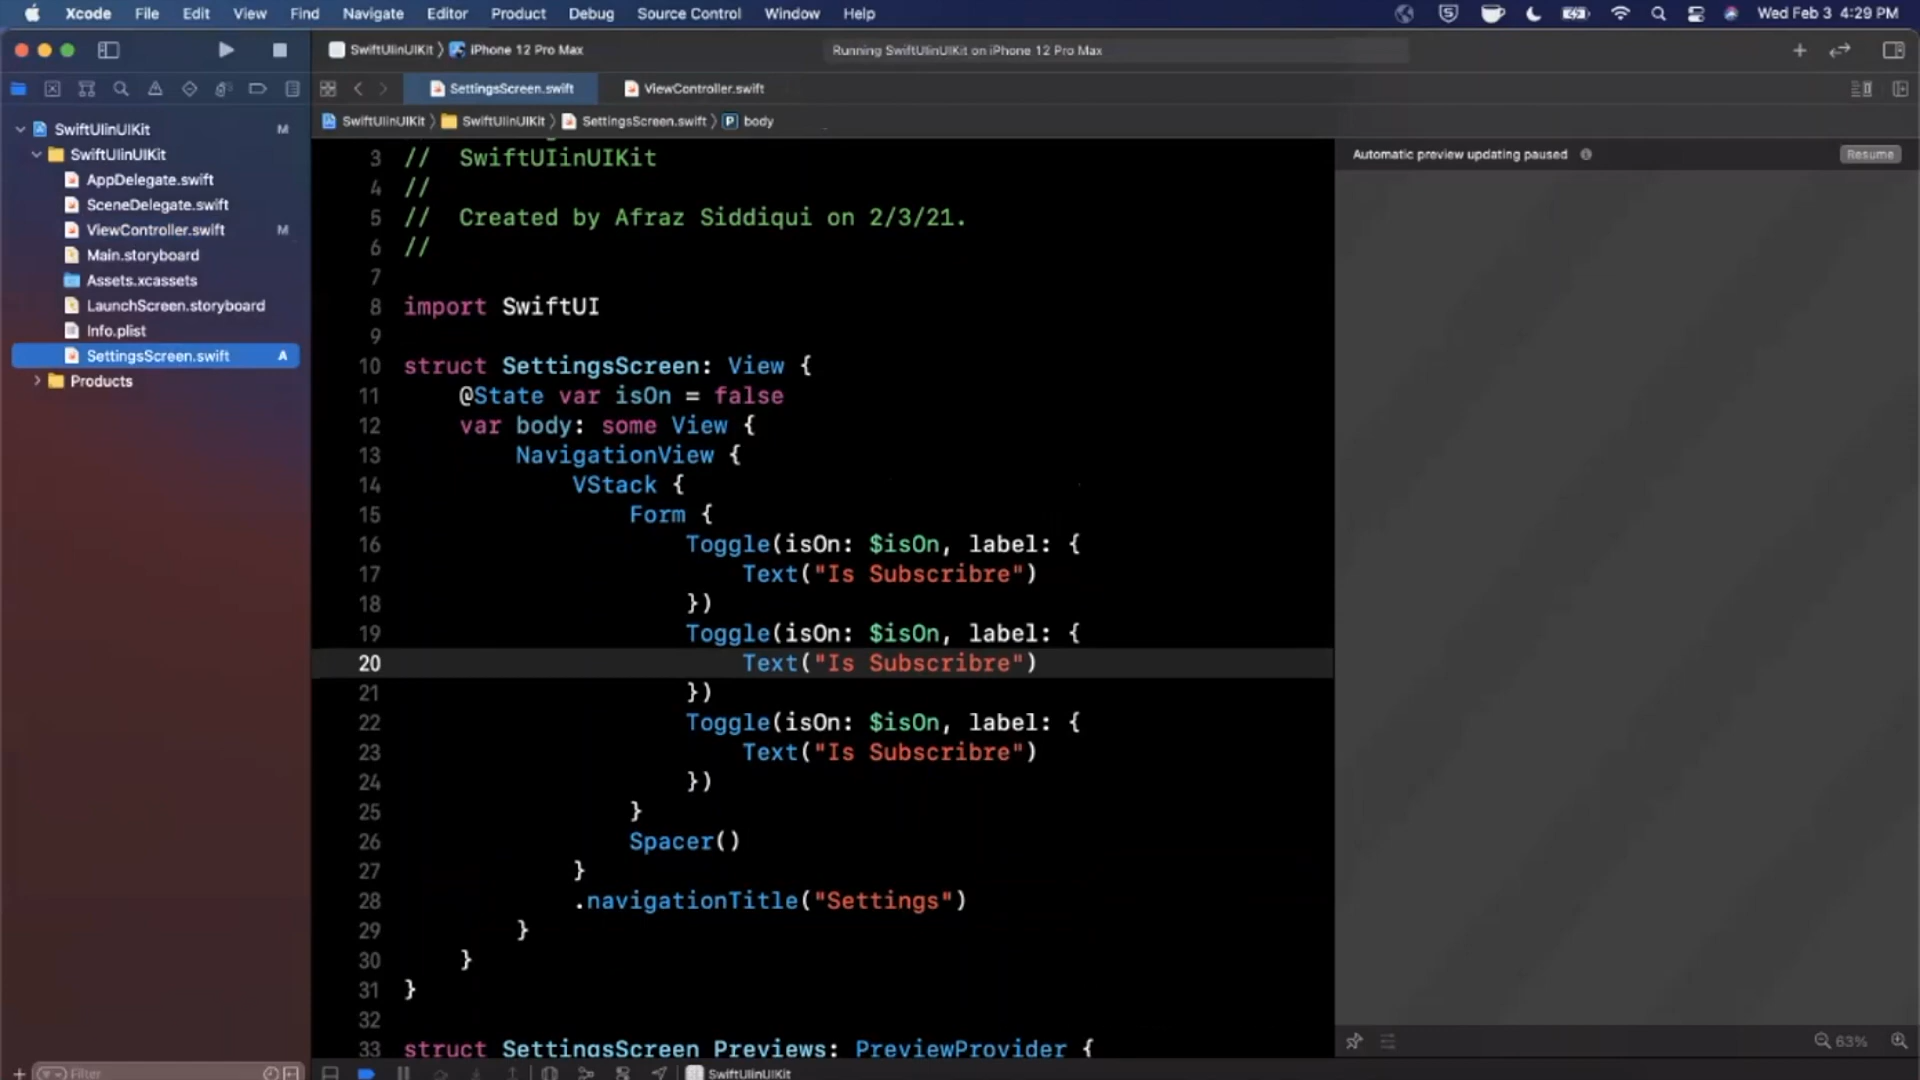 Xcode File Edit View Find Navigate Editor Product Debug Source Control Window Help Wed Feb 3 4:29 PM
SwiftUIinUIKit iPhone 12 Pro Max Running SwiftUIinUIKit on iPhone 12 Pro Max
SettingsScreen.swift ViewController.swift
SwiftUIinUIKit SwiftUIinUIKit SettingsScreen.swift P body
SwiftUIinUIKit M
SwiftUIinUIKit
AppDelegate.swift
SceneDelegate.swift
ViewController.swift M
Main.storyboard
Assets.xcassets
LaunchScreen.storyboard
Info.plist
SettingsScreen.swift A
Products
Filter
3 // SwiftUIinUIKit
4 //
5 // Created by Afraz Siddiqui on 2/3/21.
6 //
7
8 import SwiftUI
9
10 struct SettingsScreen: View {
11 @State var isOn = false
12 var body: some View {
13 NavigationView {
14 VStack {
15 Form {
16 Toggle(isOn: $isOn, label: {
17 Text("Is Subscribre")
18 })
19 Toggle(isOn: $isOn, label: {
20 Text("Is Subscribre")
21 })
22 Toggle(isOn: $isOn, label: {
23 Text("Is Subscribre")
24 })
25 }
26 Spacer()
27 }
28 .navigationTitle("Settings")
29 }
30 }
31 }
32
33 struct SettingsScreen_Previews: PreviewProvider {
SwiftUIinUIKit
Automatic preview updating paused Resume
63%